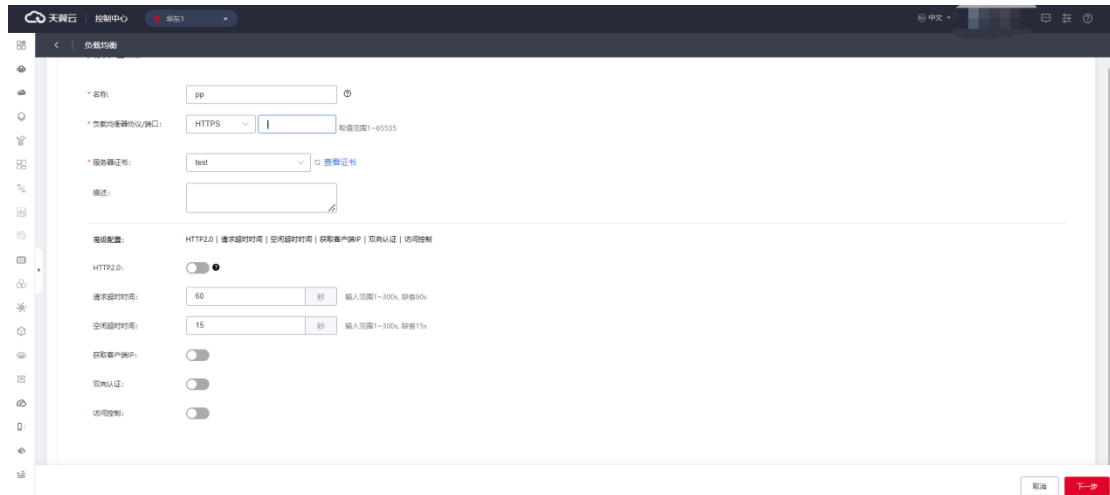 天翼云 控制中心 华东1 中文
负载均衡
* 名称: pp
* 负载均衡器协议/端口: HTTPS 取值范围1~65535
* 服务器证书: test 查看证书
描述:
高级配置: HTTP2.0 | 请求超时时间 | 空闲超时时间 | 获取客户端IP | 双向认证 | 访问控制
HTTP2.0:
请求超时时间: 60 秒 输入范围1~300s, 缺省60s
空闲超时时间: 15 秒 输入范围1~300s, 缺省15s
获取客户端IP:
双向认证:
访问控制:
取消 下一步